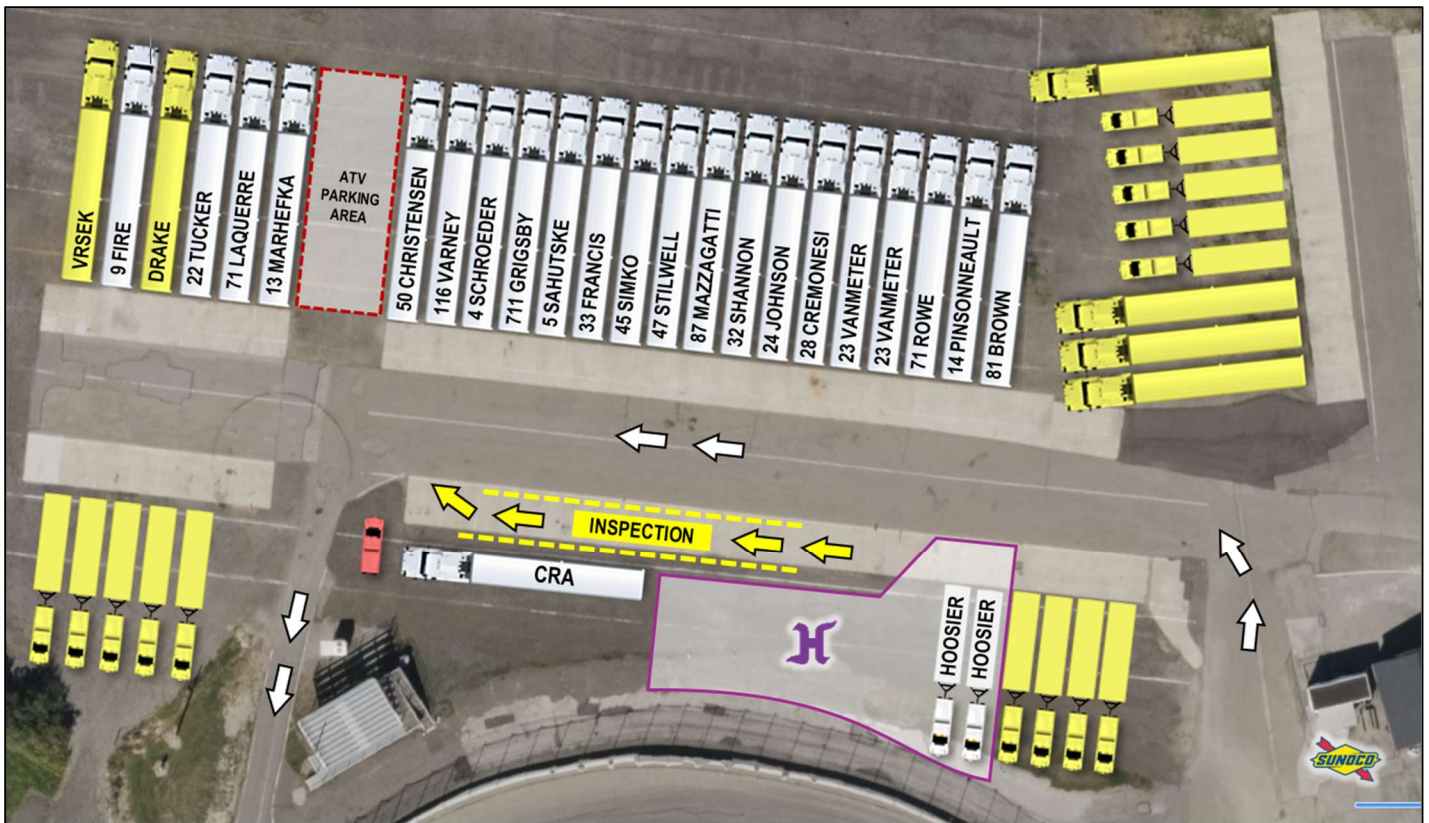 VRSEK
9 FIRE
DRAKE
22 TUCKER
71 LAQUERRE
13 MARHEFKA
ATV
PARKING
AREA
50 CHRISTENSEN
116 VARNEY
4 SCHROEDER
711 GRIGSBY
5 SAHUTSKE
33 FRANCIS
45 SIMKO
47 STILWELL
87 MAZZAGATTI
32 SHANNON
24 JOHNSON
28 CREMONESI
23 VANMETER
23 VANMETER
71 ROWE
14 PINSONNEAULT
81 BROWN
INSPECTION
CRA
H
HOOSIER
HOOSIER
SUNOCO